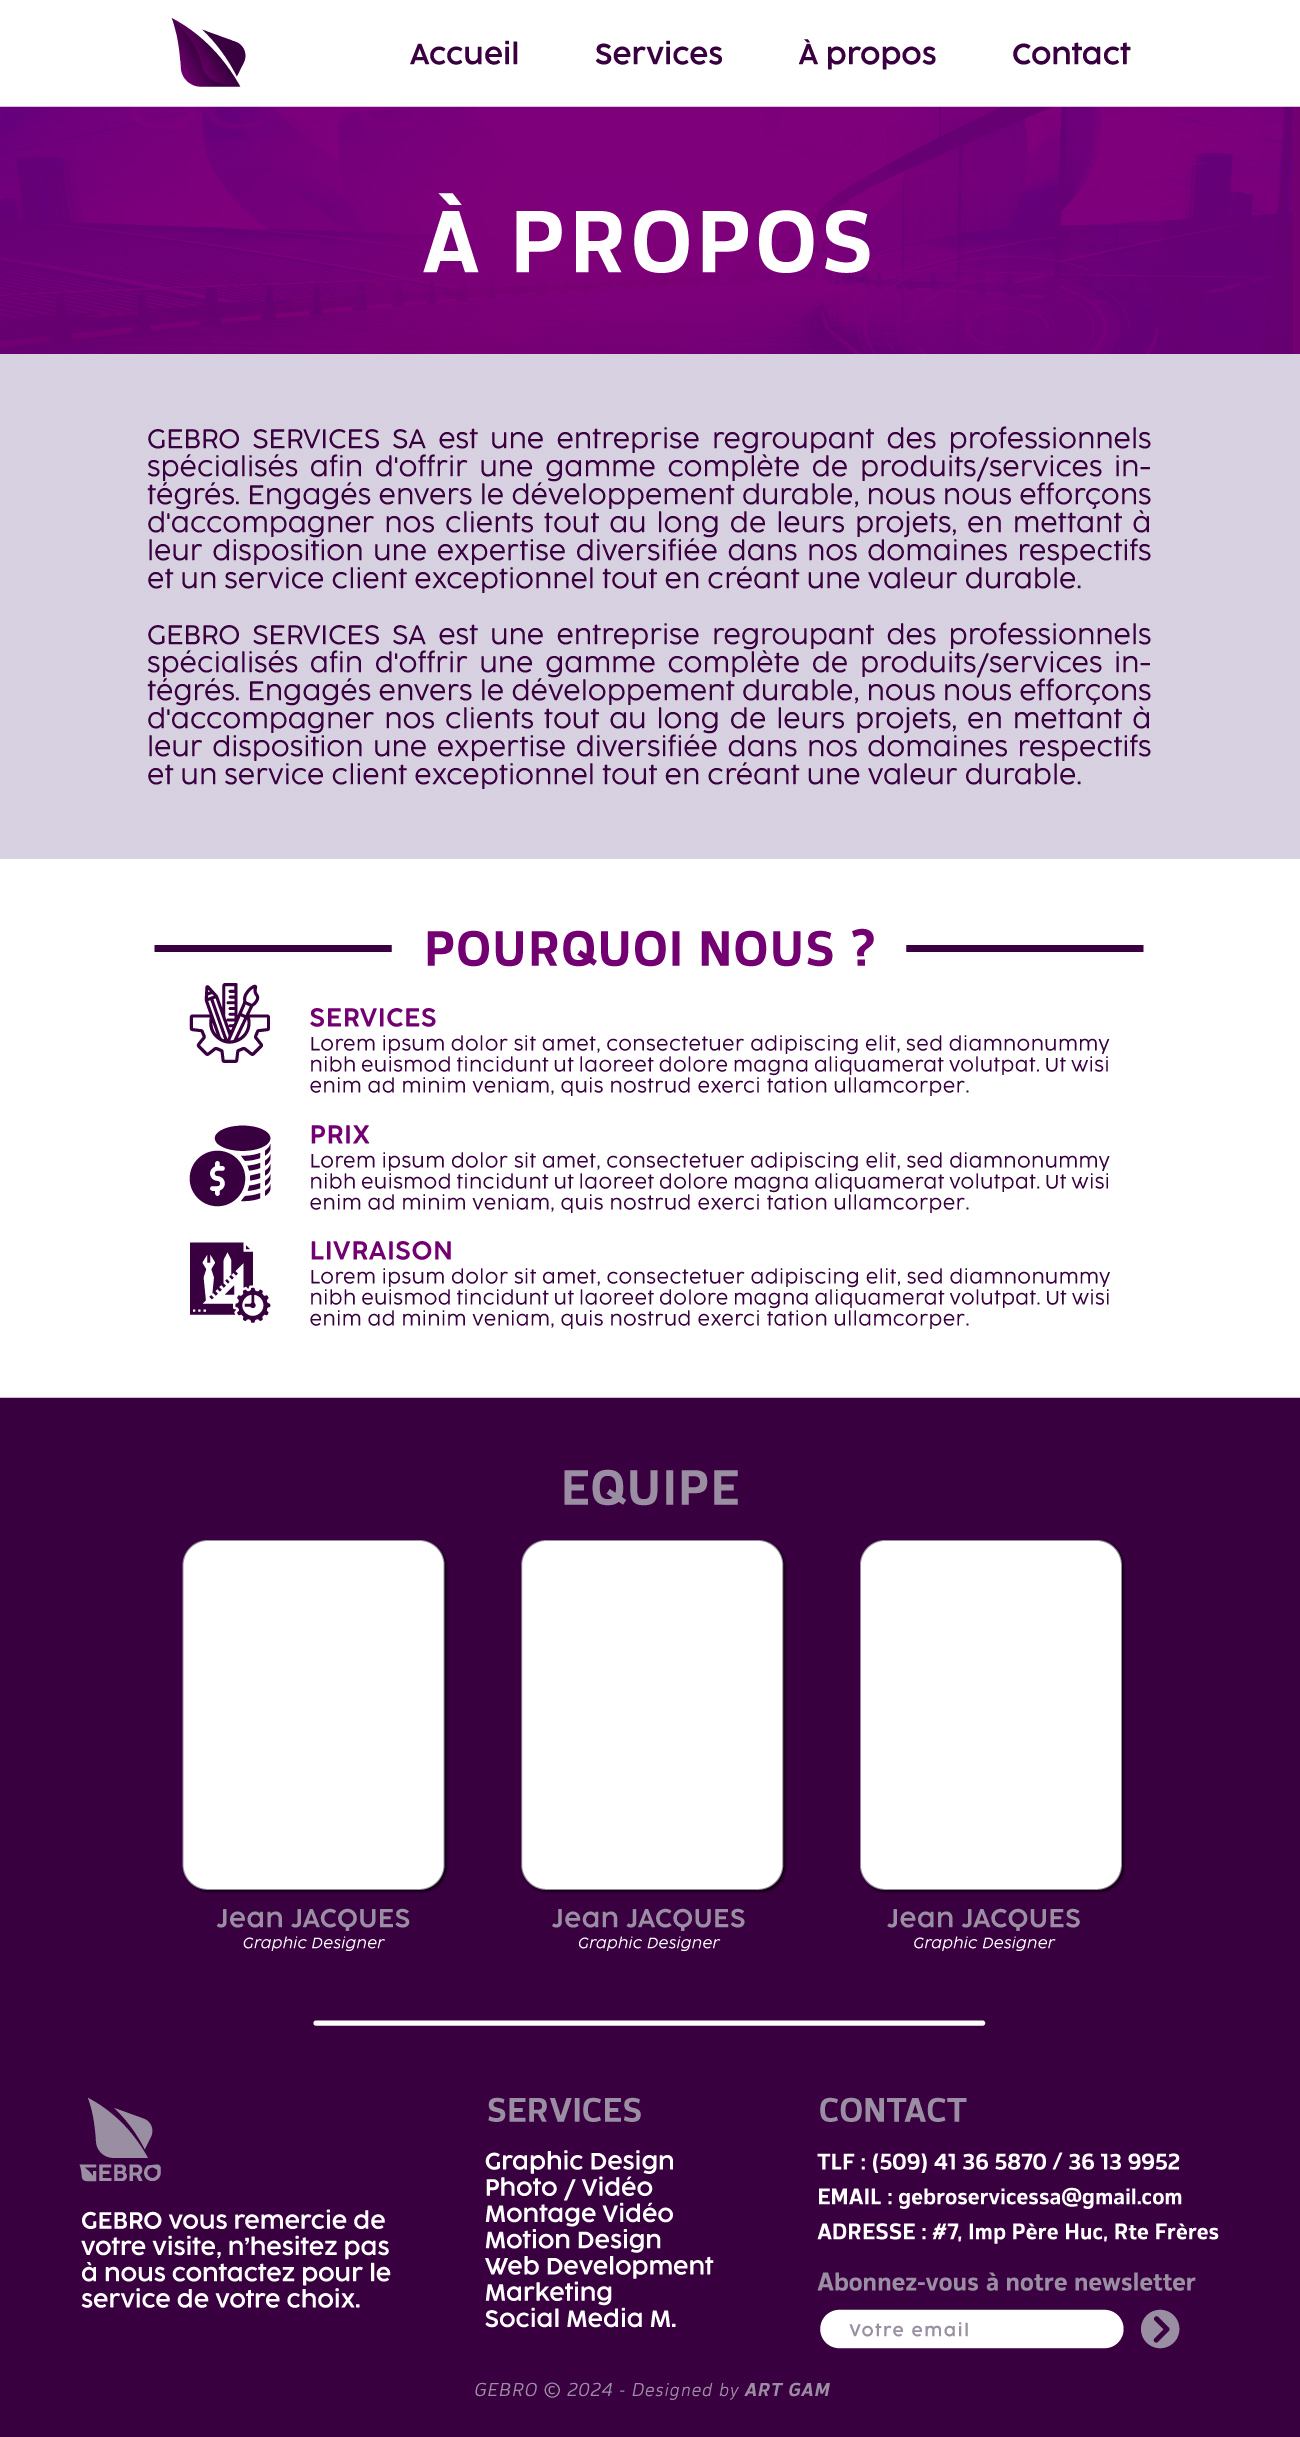 Accueil
Services
À propos
Contact
À PROPOS
GEBRO SERVICES SA est une entreprise regroupant des professionnels
spécialisés afin d'offrir une gamme complète de produits/services in-
tégrés. Engagés envers le développement durable, nous nous efforçons
d'accompagner nos clients tout au long de leurs projets, en mettant à
leur disposition une expertise diversifiée dans nos domaines respectifs
et un service client exceptionnel tout en créant une valeur durable.
GEBRO SERVICES SA est une entreprise regroupant des professionnels
spécialisés afin d'offrir une gamme complète de produits/services in-
tégrés. Engagés envers le développement durable, nous nous efforçons
d'accompagner nos clients tout au long de leurs projets, en mettant à
leur disposition une expertise diversifiée dans nos domaines respectifs
et un service client exceptionnel tout en créant une valeur durable.
POURQUOI NOUS ?
SERVICES
Lorem ipsum dolor sit amet, consectetuer adipiscing elit, sed diamnonummy
nibh euismod tincidunt ut laoreet dolore magna aliquamerat volutpat. Ut wisi
enim ad minim veniam, quis nostrud exerci tation ullamcorper.
$
PRIX
Lorem ipsum dolor sit amet, consectetuer adipiscing elit, sed diamnonummy
nibh euismod tincidunt ut laoreet dolore magna aliquamerat volutpat. Ut wisi
enim ad minim veniam, quis nostrud exerci tation ullamcorper.
LIVRAISON
Lorem ipsum dolor sit amet, consectetuer adipiscing elit, sed diamnonummy
nibh euismod tincidunt ut laoreet dolore magna aliquamerat volutpat. Ut wisi
enim ad minim veniam, quis nostrud exerci tation ullamcorper.
EQUIPE
Jean JACQUES
Graphic Designer
Jean JACQUES
Graphic Designer
Jean JACQUES
Graphic Designer
GEBRO
GEBRO vous remercie de
votre visite, n’hesitez pas
à nous contactez pour le
service de votre choix.
SERVICES
Graphic Design
Photo / Vidéo
Montage Vidéo
Motion Design
Web Development
Marketing
Social Media M.
CONTACT
TLF : (509) 41 36 5870 / 36 13 9952
EMAIL : gebroservicessa@gmail.com
ADRESSE : #7, Imp Père Huc, Rte Frères
Abonnez-vous à notre newsletter
Votre email
GEBRO © 2024 - Designed by ART GAM